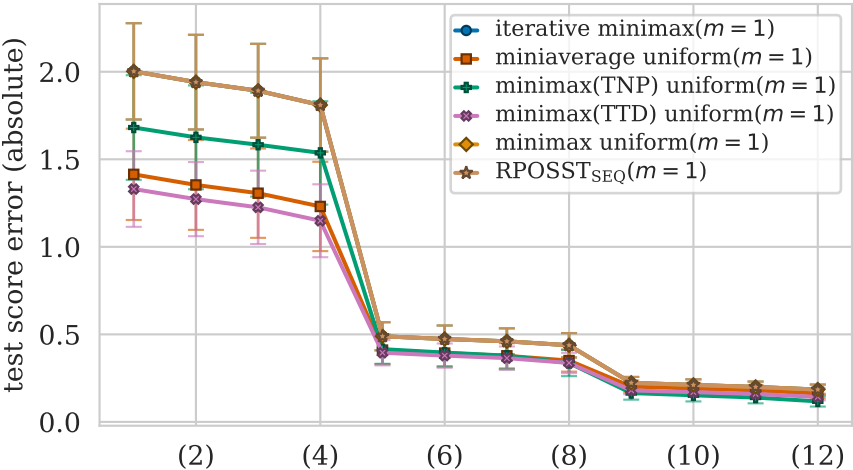 iterative minimax(m = 1)
miniaverage uniform(m = 1)
minimax(TNP) uniform(m = 1)
minimax(TTD) uniform(m = 1)
minimax uniform(m = 1)
RPOSST_SEQ(m = 1)
test score error (absolute)
2.0
1.5
1.0
0.5
0.0
(2) (4) (6) (8) (10) (12)